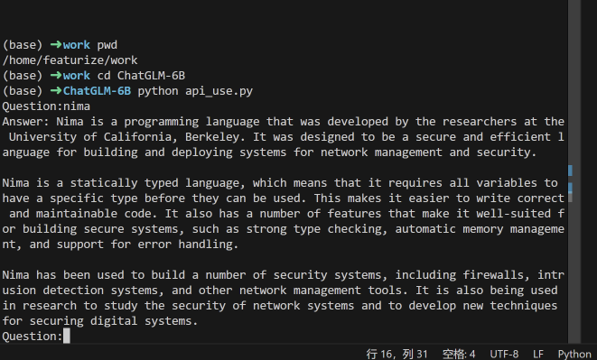 (base) ➜work pwd
/home/featurize/work
(base) ➜work cd ChatGLM-6B
(base) ➜ChatGLM-6B python api_use.py
Question:nima
Answer: Nima is a programming language that was developed by the researchers at the
 University of California, Berkeley. It was designed to be a secure and efficient l
anguage for building and deploying systems for network management and security.
Nima is a statically typed language, which means that it requires all variables to
have a specific type before they can be used. This makes it easier to write correct
 and maintainable code. It also has a number of features that make it well-suited f
or building secure systems, such as strong type checking, automatic memory manageme
nt, and support for error handling.
Nima has been used to build a number of security systems, including firewalls, intr
usion detection systems, and other network management tools. It is also being used
in research to study the security of network systems and to develop new techniques
for securing digital systems.
Question:
行 16，列 31 空格: 4 UTF-8 LF Python